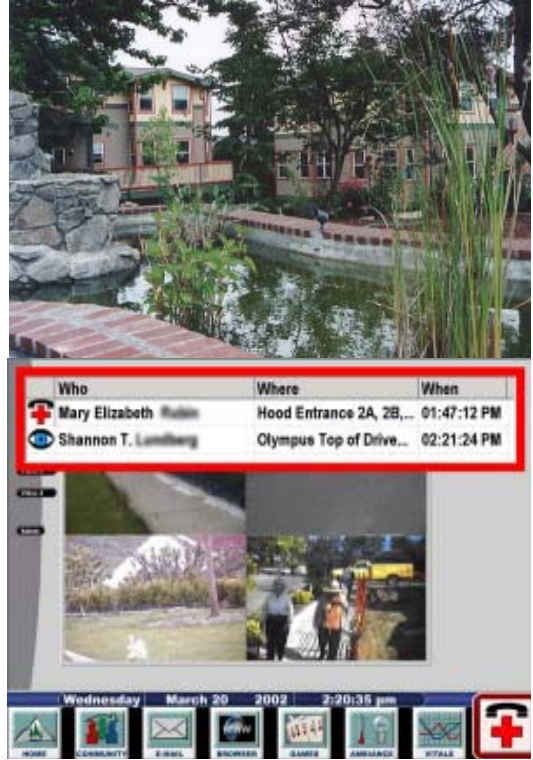 Who Where When
Mary Elizabeth Hood Entrance 2A, 2B,... 01:47:12 PM
Shannon T. Olympus Top of Drive... 02:21:24 PM
Wednesday March 20 2002 2:20:35 pm
HOME COMMUNITY E-MAIL BROWSER GAMES AMBIANCE VITALS